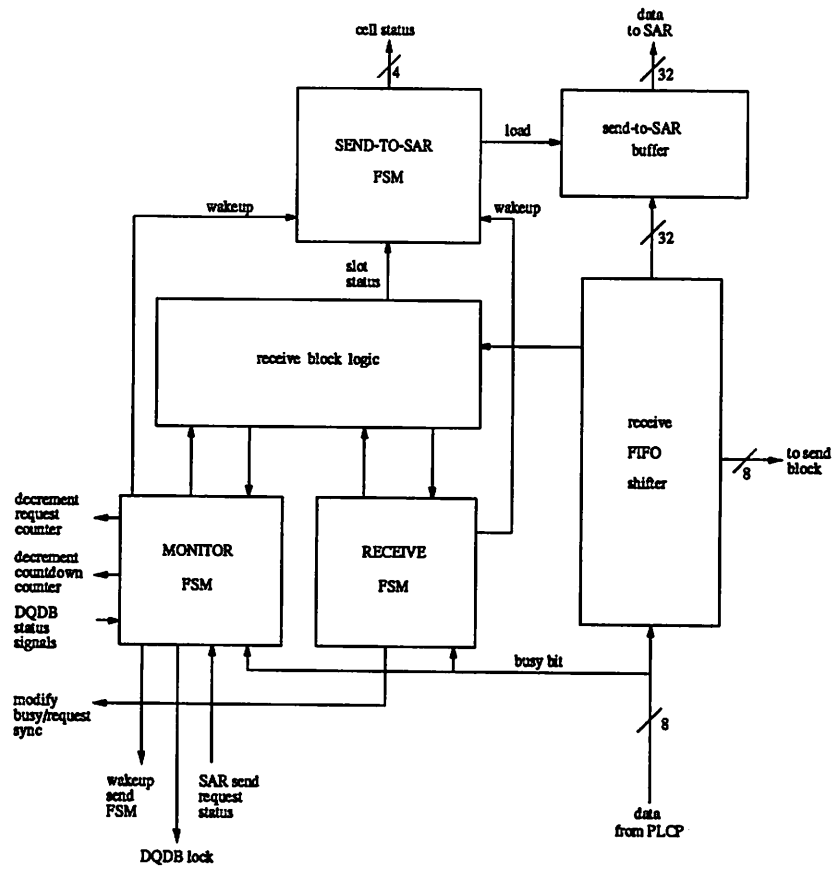 cell status
4
data
to SAR
32
SEND-TO-SAR
FSM
load
send-to-SAR
buffer
wakeup
wakeup
32
slot
status
receive block logic
receive
FIFO
shifter
8
to send
block
decrement
request
counter
decrement
countdown
counter
DQDB
status
signals
MONITOR
FSM
RECEIVE
FSM
busy bit
modify
busy/request
sync
8
wakeup
send
FSM
SAR send
request
status
DQDB lock
data
from PLCP